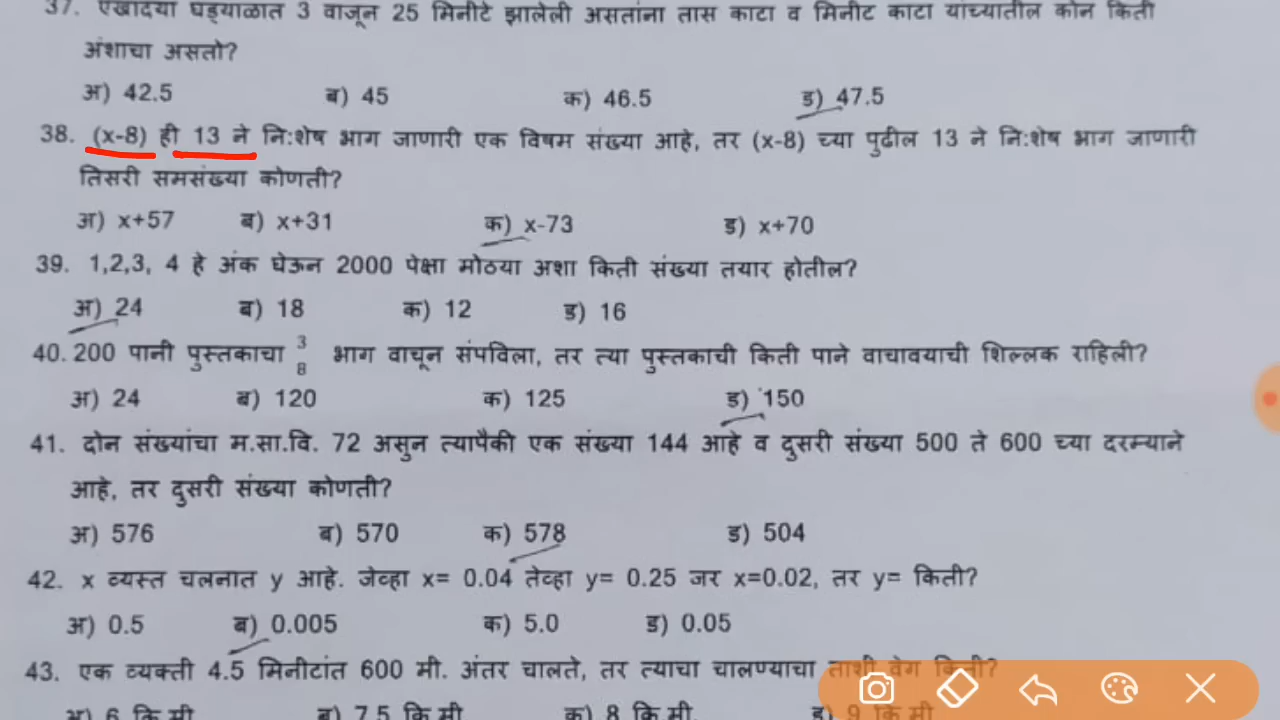 37. एखादया घड्याळात 3 वाजून 25 मिनीटे झालेली असतांना तास काटा व मिनीट काटा यांच्यातील कोन किती
अंशाचा असतो?
अ) 42.5 ब) 45 क) 46.5 ड) 47.5
38. (x-8) ही 13 ने नि:शेष भाग जाणारी एक विषम संख्या आहे, तर (x-8) च्या पुढील 13 ने नि:शेष भाग जाणारी
तिसरी समसंख्या कोणती?
अ) x+57 ब) x+31 क) x-73 ड) x+70
39. 1,2,3, 4 हे अंक घेऊन 2000 पेक्षा मोठया अशा किती संख्या तयार होतील?
अ) 24 ब) 18 क) 12 ड) 16
40. 200 पानी पुस्तकाचा 3/8 भाग वाचून संपविला, तर त्या पुस्तकाची किती पाने वाचावयाची शिल्लक राहिली?
अ) 24 ब) 120 क) 125 ड) 150
41. दोन संख्यांचा म.सा.वि. 72 असुन त्यापैकी एक संख्या 144 आहे व दुसरी संख्या 500 ते 600 च्या दरम्याने
आहे, तर दुसरी संख्या कोणती?
अ) 576 ब) 570 क) 578 ड) 504
42. x व्यस्त चलनात y आहे. जेव्हा x= 0.04 तेव्हा y= 0.25 जर x=0.02, तर y= किती?
अ) 0.5 ब) 0.005 क) 5.0 ड) 0.05
43. एक व्यक्ती 4.5 मिनीटांत 600 मी. अंतर चालते, तर त्याचा चालण्याचा ताशी वेग किती?
अ) 6 कि मी ब) 7.5 कि मी क) 8 कि मी. ड) 9 कि मी